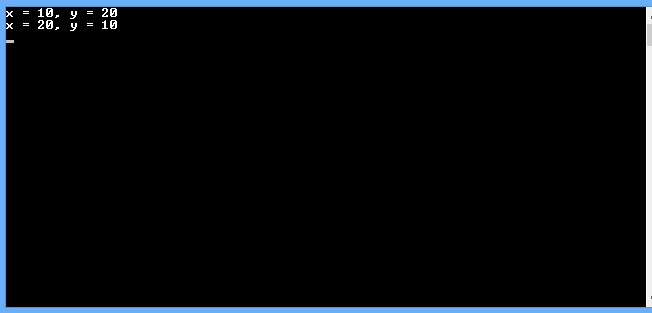 x = 10, y = 20
x = 20, y = 10